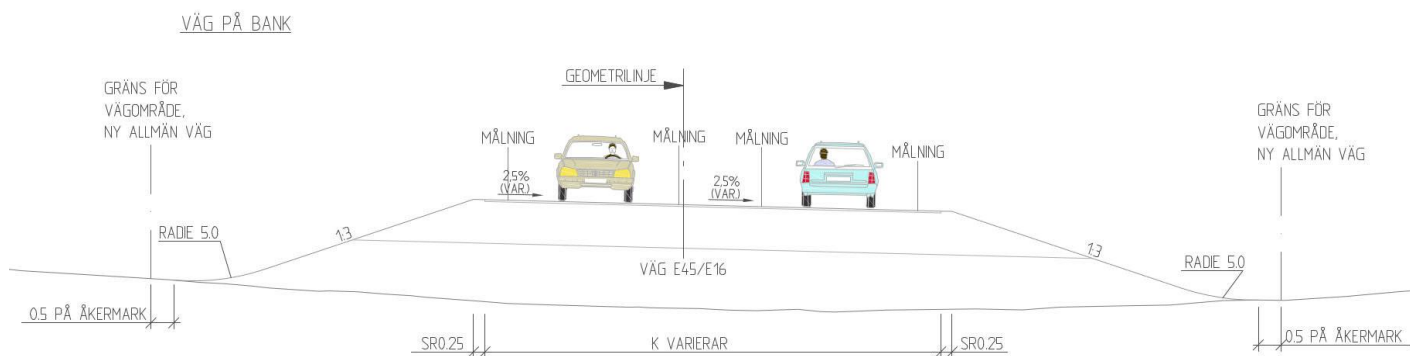 VÄG PÅ BANK
GEOMETRILINJE
GRÄNS FÖR
VÄGOMRÅDE,
NY ALLMÄN VÄG
GRÄNS FÖR
VÄGOMRÅDE,
NY ALLMÄN VÄG
MÅLNING
MÅLNING
MÅLNING
MÅLNING
2,5%
(VAR.)
2,5%
(VAR.)
RADIE 5.0
1:3
1:3
VÄG E45/E16
RADIE 5.0
0.5 PÅ ÅKERMARK
SR0.25
K VARIERAR
SR0.25
0.5 PÅ ÅKERMARK